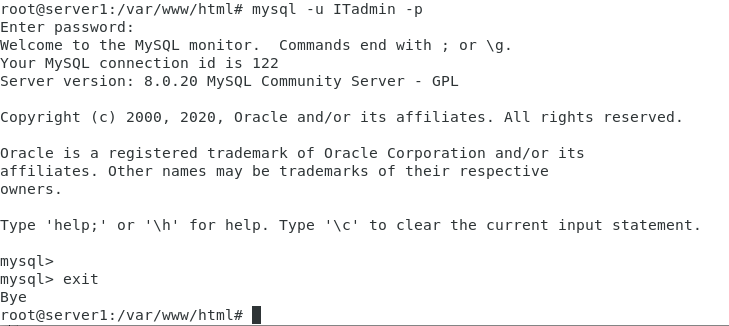 root@server1:/var/www/html# mysql -u ITadmin -p
Enter password:
Welcome to the MySQL monitor.  Commands end with ; or \g.
Your MySQL connection id is 122
Server version: 8.0.20 MySQL Community Server - GPL
Copyright (c) 2000, 2020, Oracle and/or its affiliates. All rights reserved.
Oracle is a registered trademark of Oracle Corporation and/or its
affiliates. Other names may be trademarks of their respective
owners.
Type 'help;' or '\h' for help. Type '\c' to clear the current input statement.
mysql>
mysql> exit
Bye
root@server1:/var/www/html#